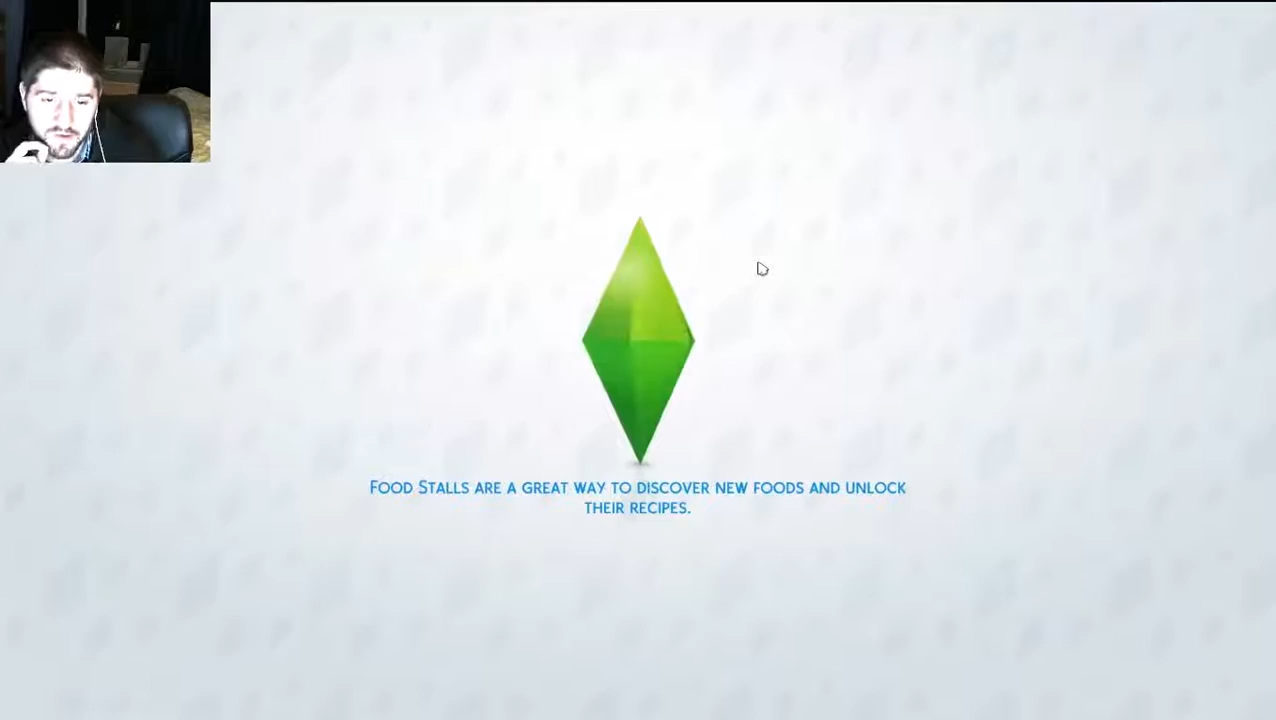 Food Stalls are a great way to discover new foods and unlock
their recipes.